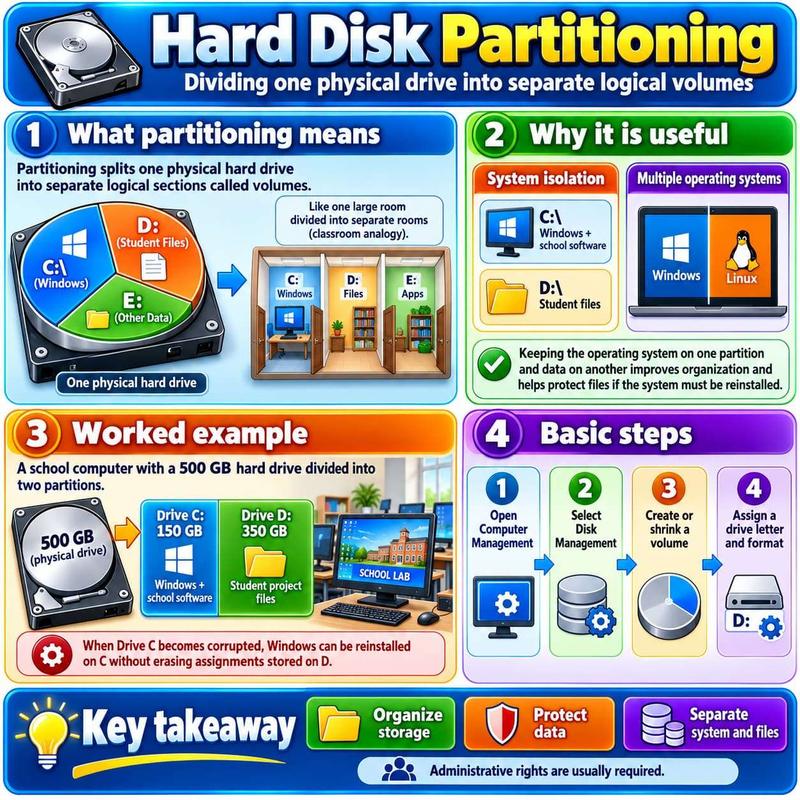 Hard Disk Partitioning
Dividing one physical drive into separate logical volumes
1 What partitioning means
Partitioning splits one physical hard drive
into separate logical sections called volumes.
C:\
(Windows)
D:
(Student Files)
E:
(Other Data)
One physical hard drive
Like one large room
divided into separate rooms
(classroom analogy).
C:
Windows
D:
Files
E:
Apps
2 Why it is useful
System isolation
C:\
Windows +
school software
D:\
Student files
Multiple operating systems
Windows
Linux
Keeping the operating system on one partition
and data on another improves organization and
helps protect files if the system must be reinstalled.
3 Worked example
A school computer with a 500 GB hard drive divided into
two partitions.
500 GB
(physical drive)
Drive C:
150 GB
Windows +
school software
Drive D:
350 GB
Student project
files
SCHOOL LAB
When Drive C becomes corrupted, Windows can be reinstalled
on C without erasing assignments stored on D.
4 Basic steps
1
Open
Computer
Management
2
Select
Disk
Management
3
Create or
shrink a
volume
4
Assign a
drive letter
and format
D:
Key takeaway
Organize
storage
Protect
data
Separate
system and files
Administrative rights are usually required.